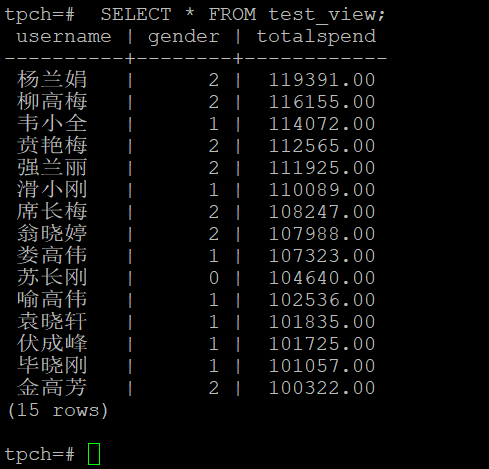 tpch=#  SELECT * FROM test_view;
 username | gender | totalspend
----------+--------+------------
 杨兰娟   |      2 |  119391.00
 柳高梅   |      2 |  116155.00
 韦小全   |      1 |  114072.00
 贲艳梅   |      2 |  112565.00
 强兰丽   |      2 |  111925.00
 滑小刚   |      1 |  110089.00
 席长梅   |      2 |  108247.00
 翁晓婷   |      2 |  107988.00
 娄高伟   |      1 |  107323.00
 苏长刚   |      0 |  104640.00
 喻高伟   |      1 |  102536.00
 袁晓轩   |      1 |  101835.00
 伏成峰   |      1 |  101725.00
 毕晓刚   |      1 |  101057.00
 金高芳   |      2 |  100322.00
(15 rows)
tpch=#